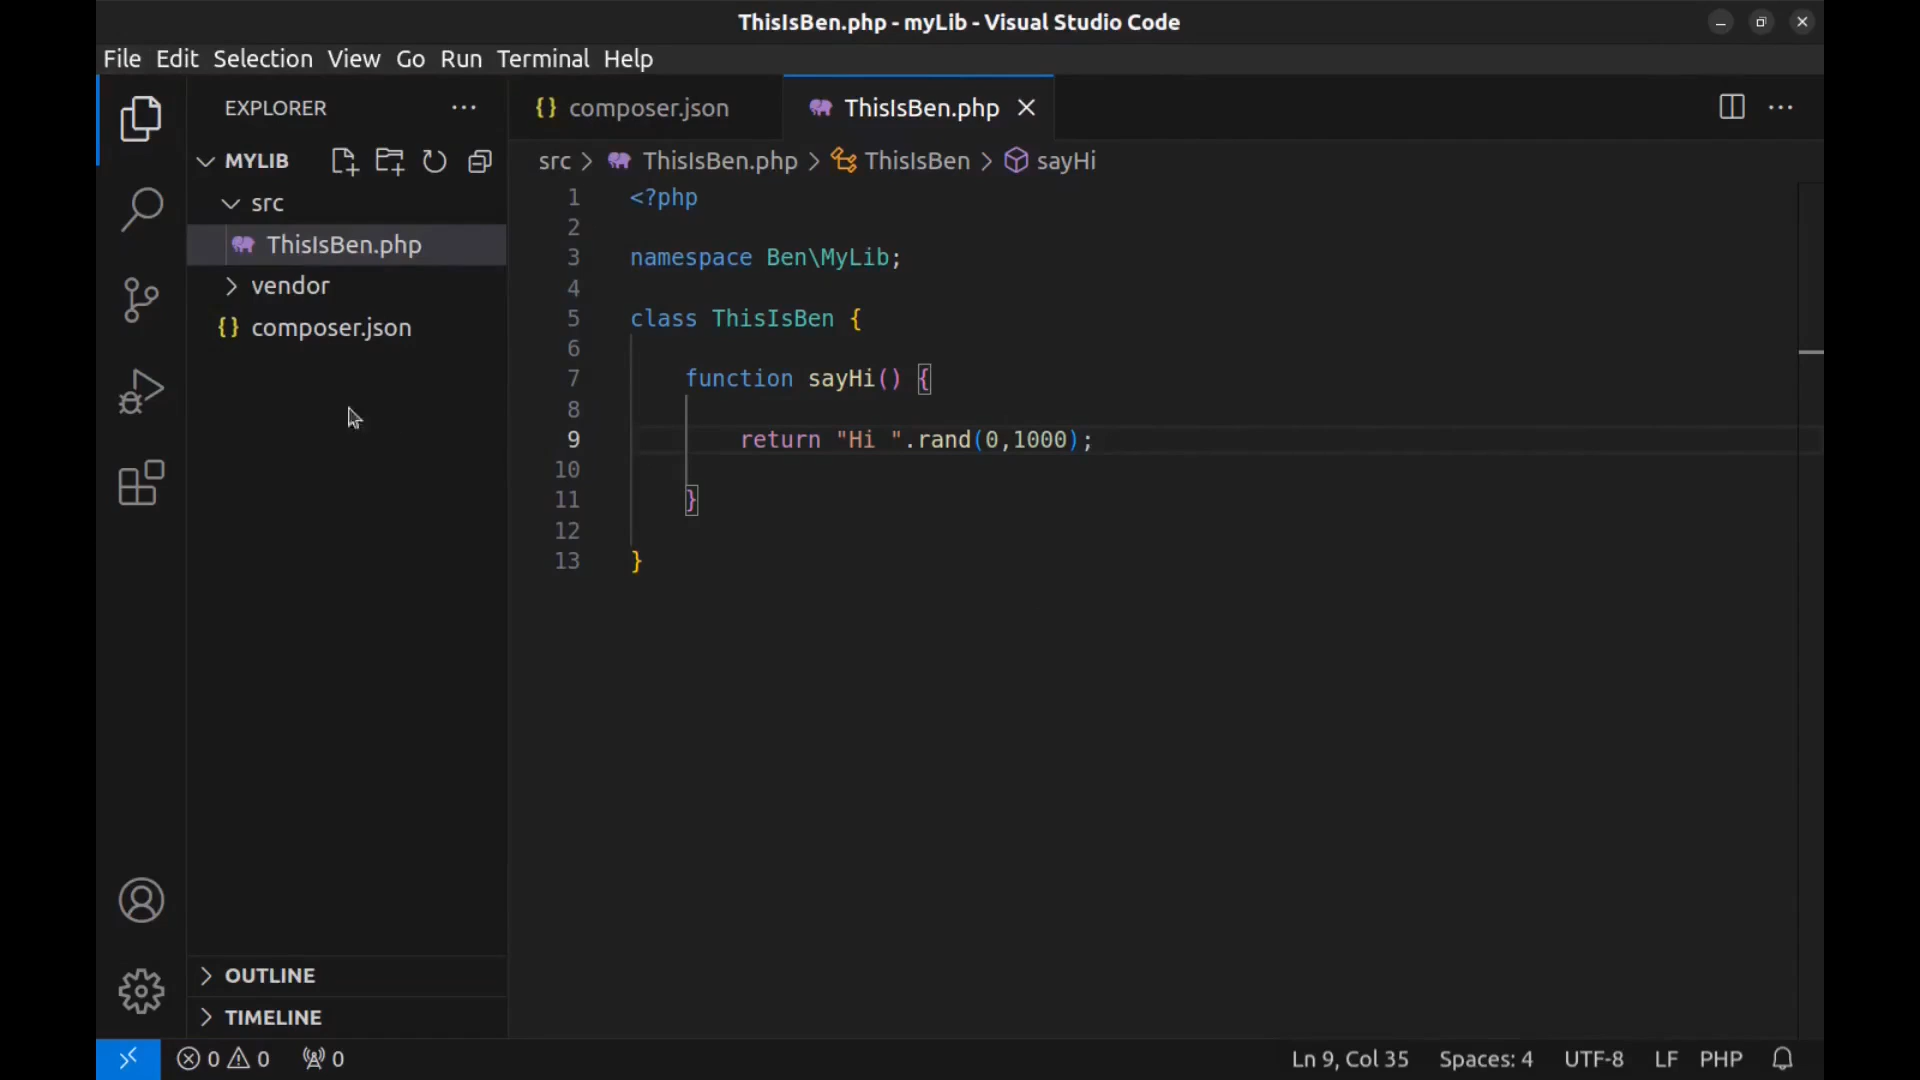 ThisIsBen.php - myLib - Visual Studio Code
File Edit Selection View Go Run Terminal Help
EXPLORER
MYLIB
src
ThisIsBen.php
vendor
composer.json
OUTLINE
TIMELINE
{} composer.json ThisIsBen.php
src > ThisIsBen.php > ThisIsBen > sayHi
1 <?php
2
3 namespace Ben\MyLib;
4
5 class ThisIsBen {
6
7 function sayHi() {
8
9 return "Hi ".rand(0,1000);
10
11 }
12
13 }
0 0 0 Ln 9, Col 35 Spaces: 4 UTF-8 LF PHP